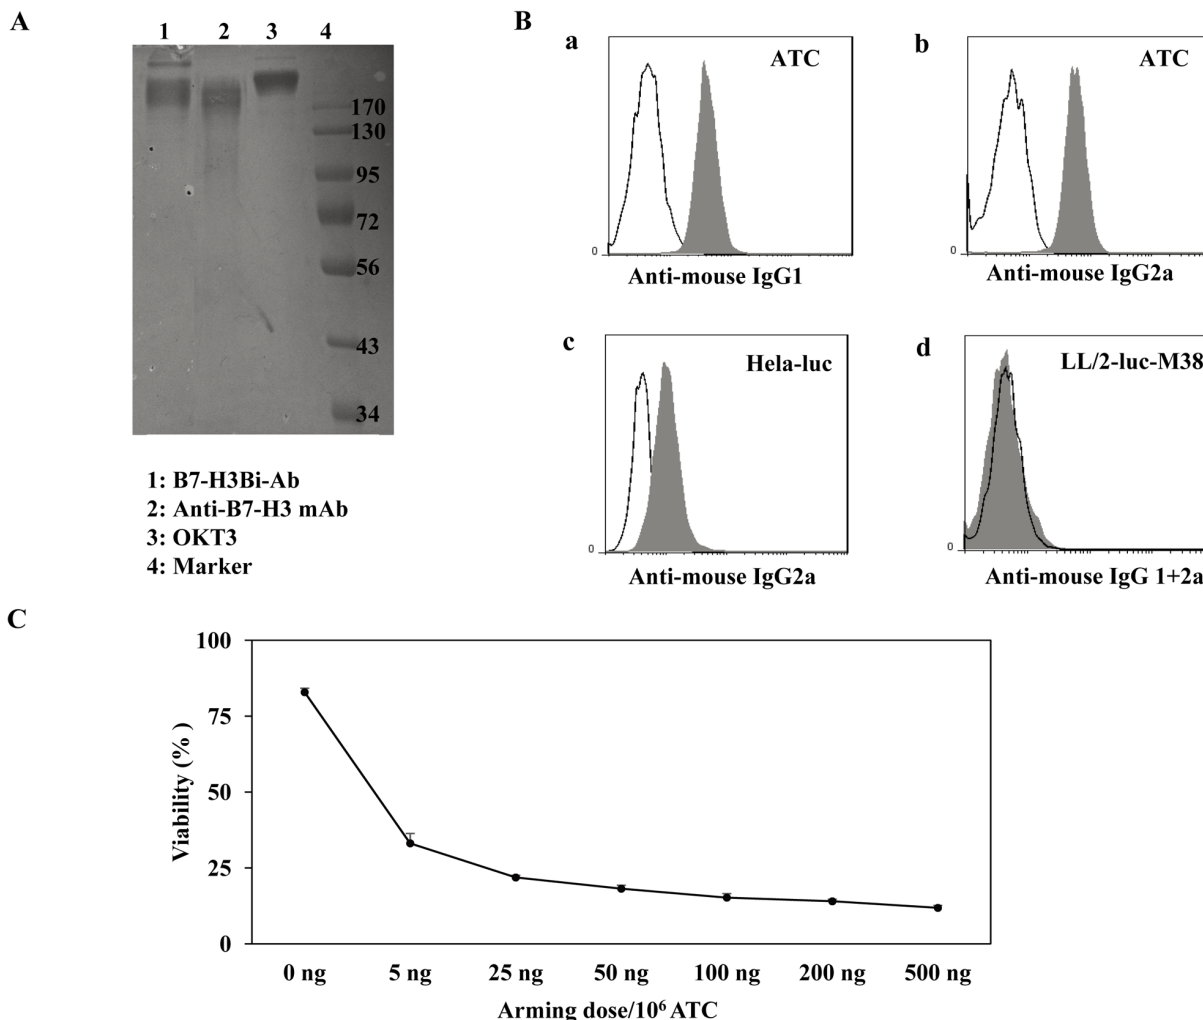 A
1 2 3 4
170
130
95
72
56
43
34
1: B7-H3Bi-Ab
2: Anti-B7-H3 mAb
3: OKT3
4: Marker
B
a
ATC
0
Anti-mouse IgG1
b
ATC
0
Anti-mouse IgG2a
c
Hela-luc
0
Anti-mouse IgG2a
d
LL/2-luc-M38
0
Anti-mouse IgG 1+2a
C
100
75
50
25
0
Viability (% )
0 ng 5 ng 25 ng 50 ng 100 ng 200 ng 500 ng
Arming dose/10⁶ ATC